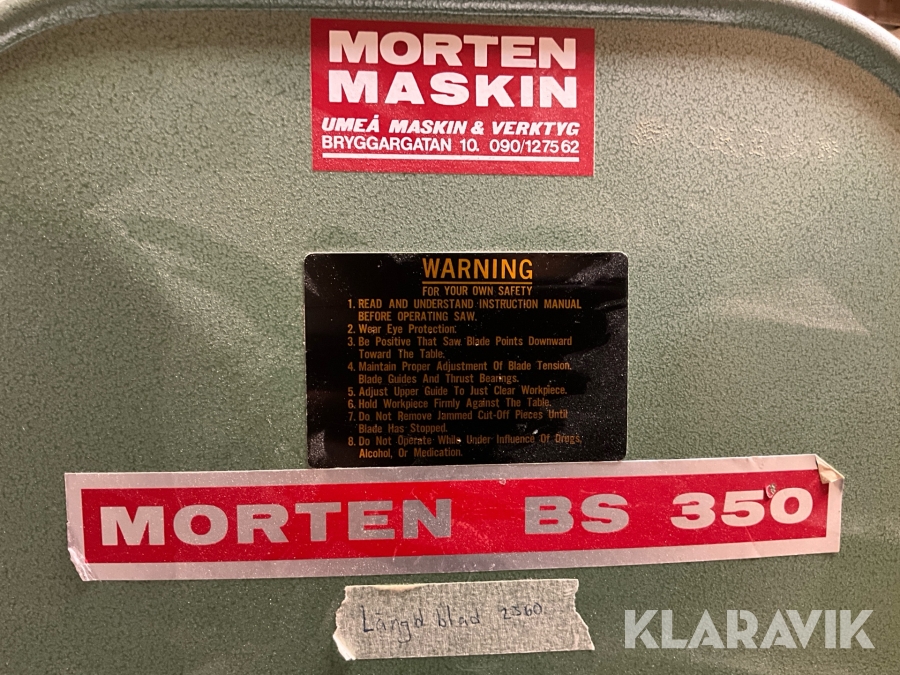 MORTEN
MASKIN
UMEÅ MASKIN & VERKTYG
BRYGGARGATAN 10. 090/127562
WARNING
FOR YOUR OWN SAFETY
1. READ AND UNDERSTAND INSTRUCTION MANUAL
BEFORE OPERATING SAW.
2. Wear Eye Protection.
3. Be Positive That Saw Blade Points Downward
Toward The Table.
4. Maintain Proper Adjustment Of Blade Tension,
Blade Guides And Thrust Bearings.
5. Adjust Upper Guide To Just Clear Workpiece.
6. Hold Workpiece Firmly Against The Table.
7. Do Not Remove Jammed Cut-Off Pieces Until
Blade Has Stopped.
8. Do Not Operate While Under Influence Of Drugs,
Alcohol, Or Medication.
MORTEN BS 350
Längd blad 2560
KLARAVIK